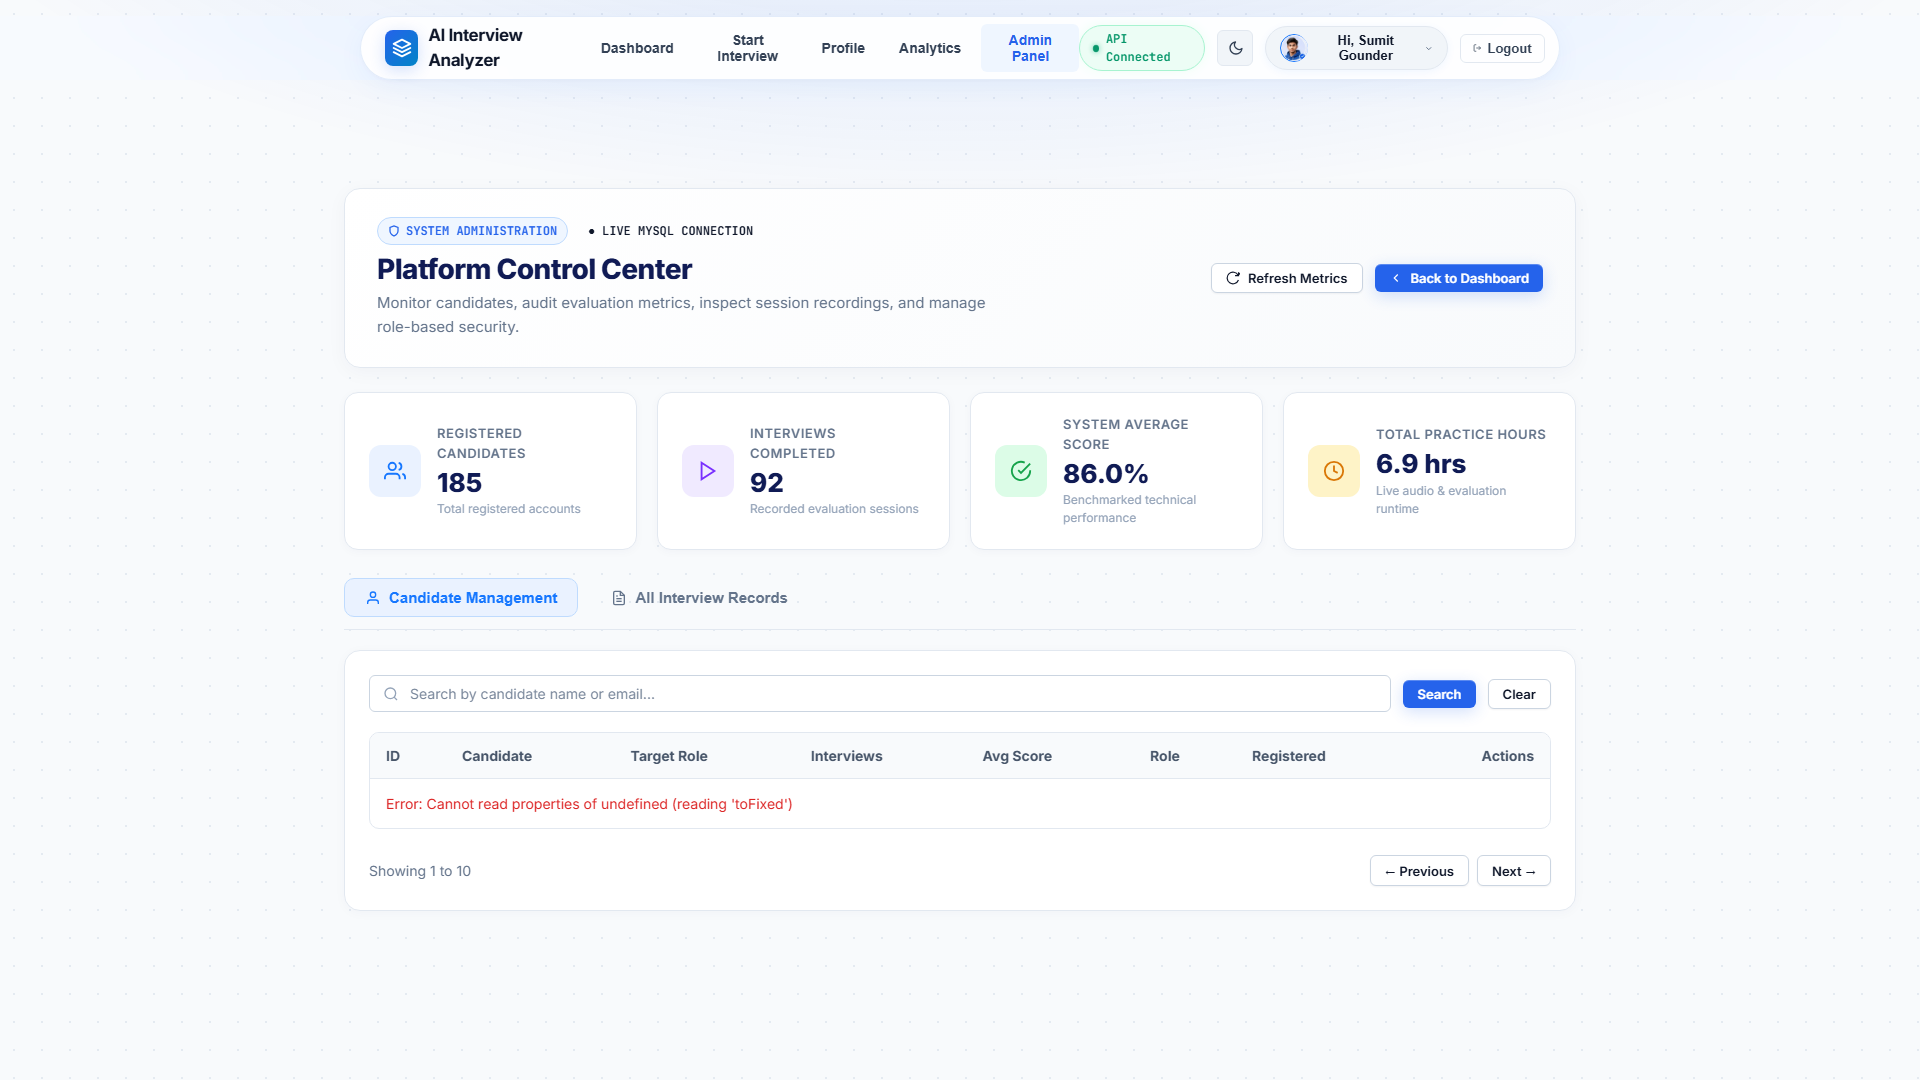 AI Interview
Analyzer
Dashboard
Start
Interview
Profile
Analytics
Admin
Panel
API
Connected
Hi, Sumit
Gounder
Logout
SYSTEM ADMINISTRATION
● LIVE MYSQL CONNECTION
Platform Control Center
Monitor candidates, audit evaluation metrics, inspect session recordings, and manage
role-based security.
Refresh Metrics
Back to Dashboard
REGISTERED
CANDIDATES
185
Total registered accounts
INTERVIEWS
COMPLETED
92
Recorded evaluation sessions
SYSTEM AVERAGE
SCORE
86.0%
Benchmarked technical
performance
TOTAL PRACTICE HOURS
6.9 hrs
Live audio & evaluation
runtime
Candidate Management
All Interview Records
Search by candidate name or email...
Search
Clear
ID Candidate Target Role Interviews Avg Score Role Registered Actions
Error: Cannot read properties of undefined (reading 'toFixed')
Showing 1 to 10
← Previous
Next →